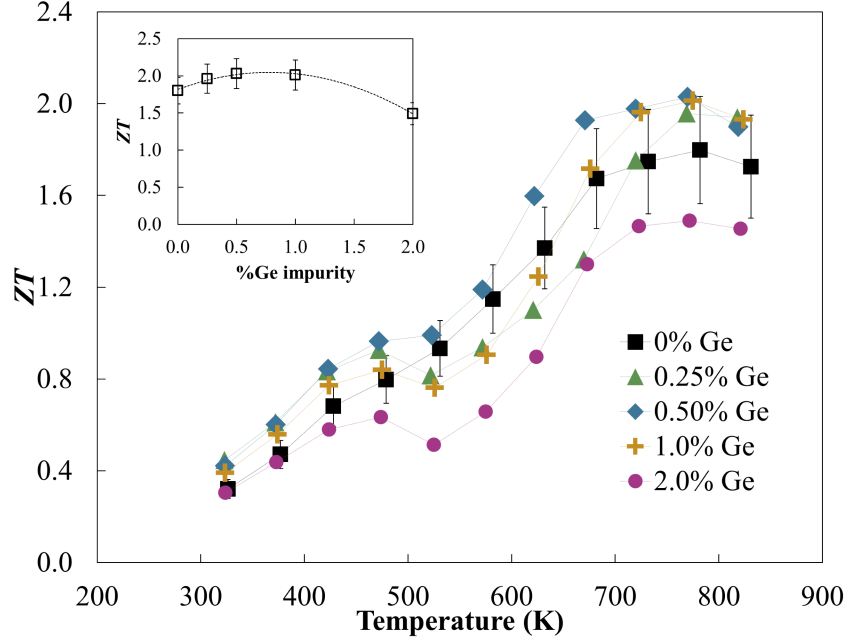 2.4
2.0
1.6
1.2
0.8
0.4
0.0
ZT
200 300 400 500 600 700 800 900
Temperature (K)
2.5
2.0
1.5
1.0
0.5
0.0
ZT
0.0 0.5 1.0 1.5 2.0
%Ge impurity
0% Ge
0.25% Ge
0.50% Ge
1.0% Ge
2.0% Ge